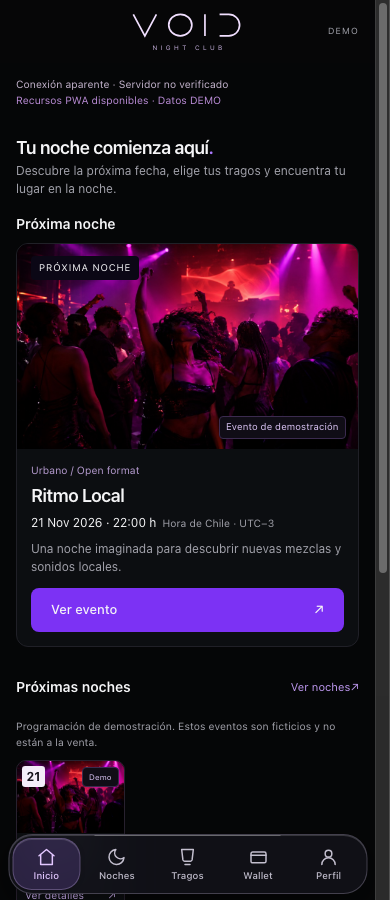 VOID
NIGHT CLUB
DEMO
Conexión aparente · Servidor no verificado
Recursos PWA disponibles · Datos DEMO
Tu noche comienza aquí.
Descubre la próxima fecha, elige tus tragos y encuentra tu
lugar en la noche.
Próxima noche
PRÓXIMA NOCHE
Evento de demostración
Urbano / Open format
Ritmo Local
21 Nov 2026 · 22:00 h Hora de Chile · UTC−3
Una noche imaginada para descubrir nuevas mezclas y
sonidos locales.
Ver evento
Próximas noches
Ver noches
Programación de demostración. Estos eventos son ficticios y no
están a la venta.
21
Demo
Inicio
Noches
Tragos
Wallet
Perfil
Ver detalles